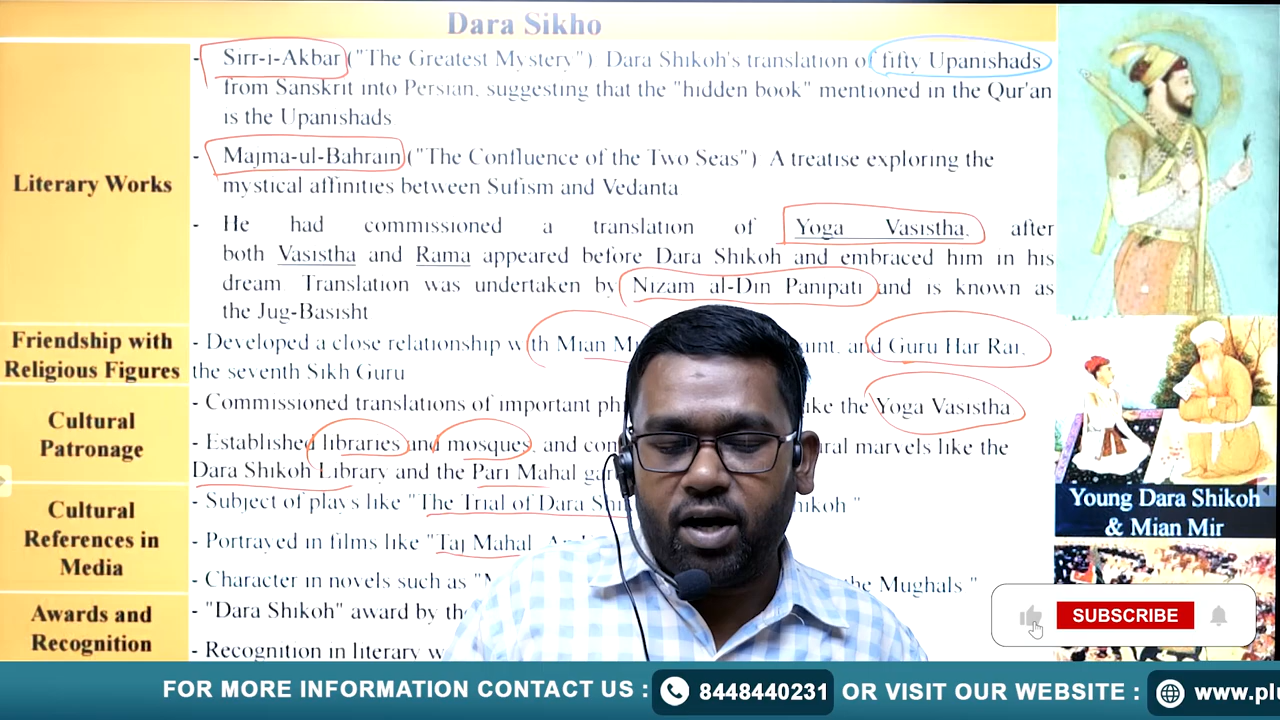 Dara Sikho
Literary Works
- Sirr-i-Akbar ("The Greatest Mystery") Dara Shikoh's translation of fifty Upanishads
from Sanskrit into Persian, suggesting that the "hidden book" mentioned in the Qur'an
is the Upanishads
- Majma-ul-Bahrain ("The Confluence of the Two Seas") A treatise exploring the
mystical affinities between Sufism and Vedanta
- He had commissioned a translation of Yoga Vasistha, after
both Vasistha and Rama appeared before Dara Shikoh and embraced him in his
dream. Translation was undertaken by Nizam al-Din Panipati and is known as
the Jug-Basisht
Friendship with
Religious Figures
- Developed a close relationship with Mian and Guru Har Rai,
the seventh Sikh Guru
Cultural
Patronage
- Commissioned translations of important like the Yoga Vasistha
- Established libraries and mosques, and marvels like the
Dara Shikoh Library and the Pari Mahal
Cultural
References in
Media
- Subject of plays like "The Trial of Dara "
- Portrayed in films like "Taj Mahal
- Character in novels such as " the Mughals "
Awards and
Recognition
- "Dara Shikoh" award by the
- Recognition in literary
Young Dara Shikoh
& Mian Mir
SUBSCRIBE
FOR MORE INFORMATION CONTACT US : 8448440231 OR VISIT OUR WEBSITE : www.pl